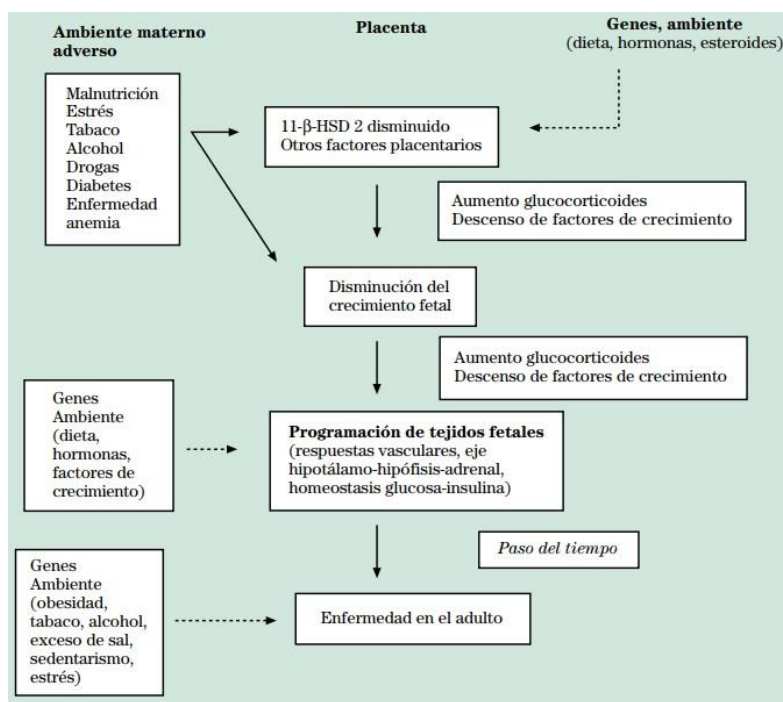 Ambiente materno
adverso
Placenta
Genes, ambiente
(dieta, hormonas, esteroides)
Malnutrición
Estrés
Tabaco
Alcohol
Drogas
Diabetes
Enfermedad
anemia
11-β-HSD 2 disminuido
Otros factores placentarios
Aumento glucocorticoides
Descenso de factores de crecimiento
Disminución del
crecimiento fetal
Aumento glucocorticoides
Descenso de factores de crecimiento
Genes
Ambiente
(dieta,
hormonas,
factores de
crecimiento)
Programación de tejidos fetales
(respuestas vasculares, eje
hipotálamo-hipófisis-adrenal,
homeostasis glucosa-insulina)
Paso del tiempo
Genes
Ambiente
(obesidad,
tabaco, alcohol,
exceso de sal,
sedentarismo,
estrés)
Enfermedad en el adulto